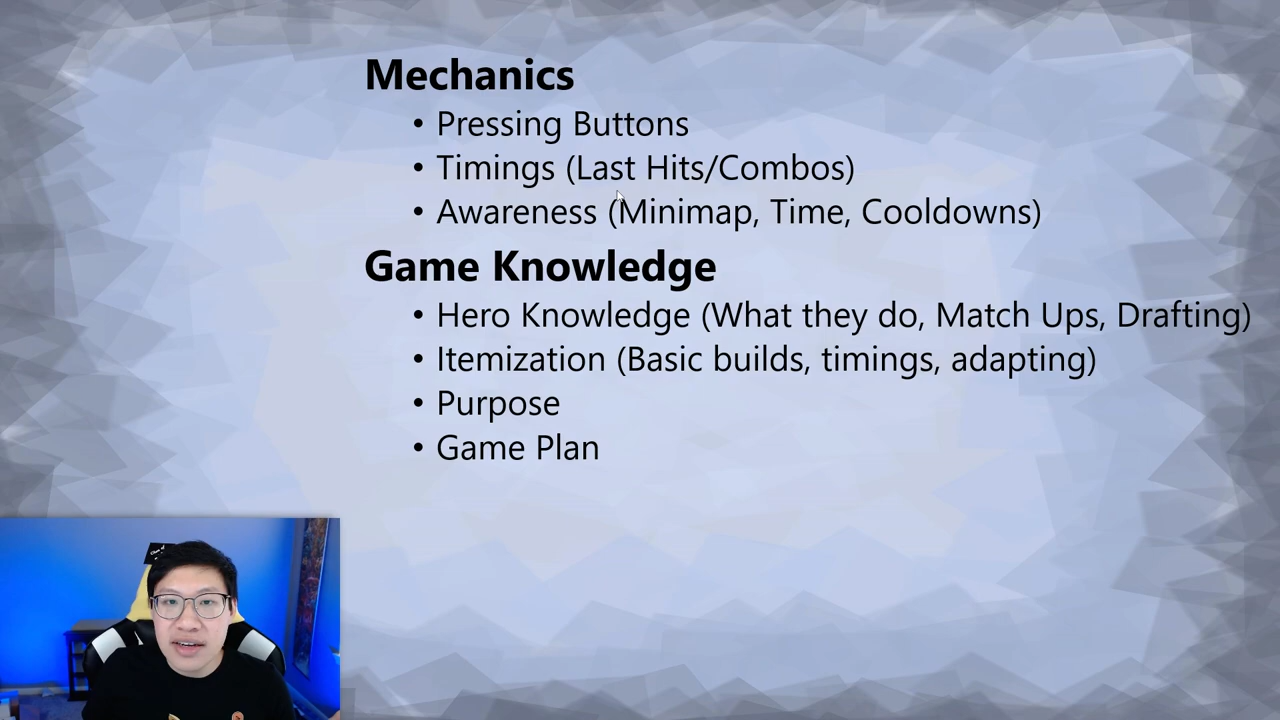 Mechanics
• Pressing Buttons
• Timings (Last Hits/Combos)
• Awareness (Minimap, Time, Cooldowns)
Game Knowledge
• Hero Knowledge (What they do, Match Ups, Drafting)
• Itemization (Basic builds, timings, adapting)
• Purpose
• Game Plan